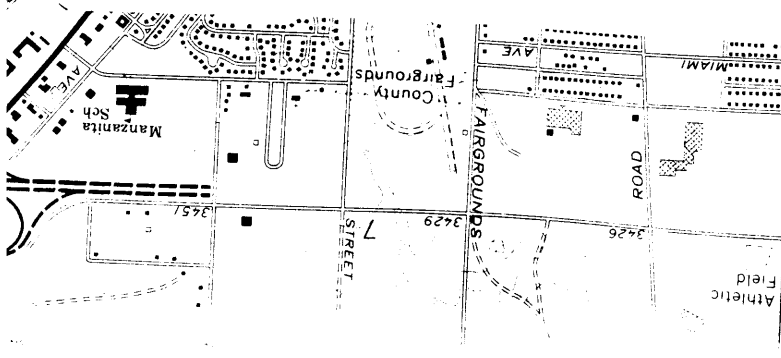 AVE
Manzanita
Sch
County
Fairgrounds
AVE
MIAMI
FAIRGROUNDS
ROAD
STREET
3451
7
3429
3426
Athletic
Field